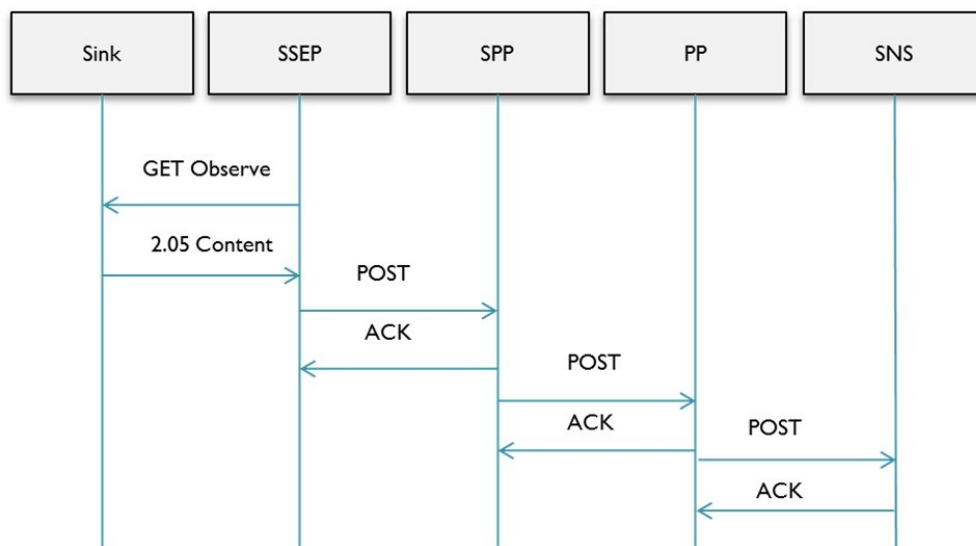 Sink
SSEP
SPP
PP
SNS
GET Observe
2.05 Content
POST
ACK
POST
ACK
POST
ACK